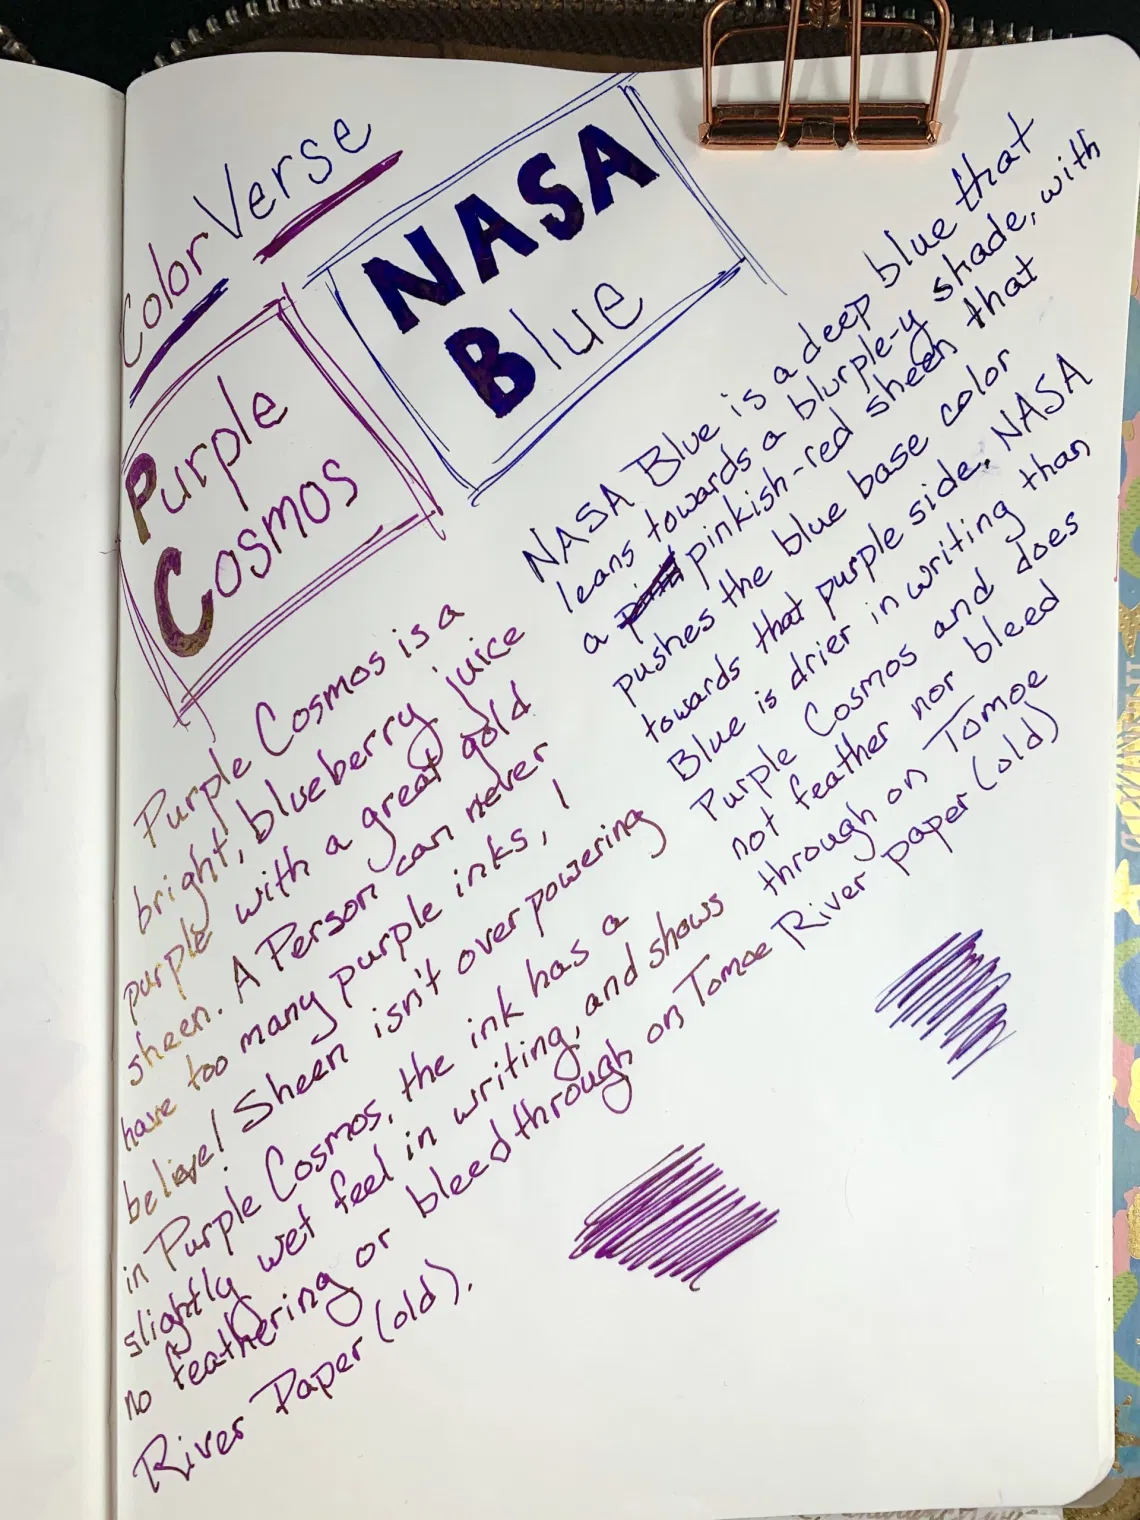 ColorVerse
Purple
Cosmos
NASA
Blue
Purple Cosmos is a
bright, blueberry juice
purple with a great gold
sheen. A Person can never
have too many purple inks, I
believe! Sheen isn't overpowering
in Purple Cosmos, the ink has a
slightly wet feel in writing, and shows
no feathering or bleedthrough on Tomoe
River Paper (old).
NASA Blue is a deep blue that
leans towards a blurple-y shade, with
a pinkish-red sheen that
pushes the blue base color
towards that purple side. NASA
Blue is drier in writing than
Purple Cosmos and does
not feather nor bleed
through on Tomoe
River paper (old)